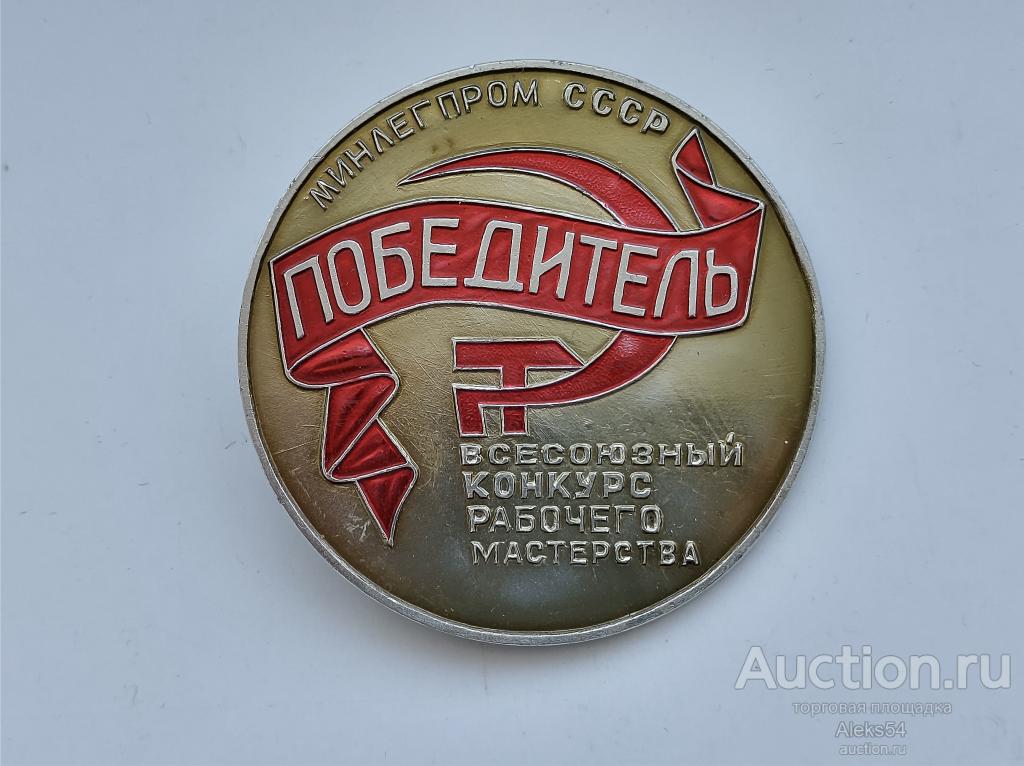 МИНЛЕГПРОМ СССР
ПОБЕДИТЕЛЬ
ВСЕСОЮЗНЫЙ
КОНКУРС
РАБОЧЕГО
МАСТЕРСТВА
Auction.ru
торговая площадка
Aleks54
auction.ru